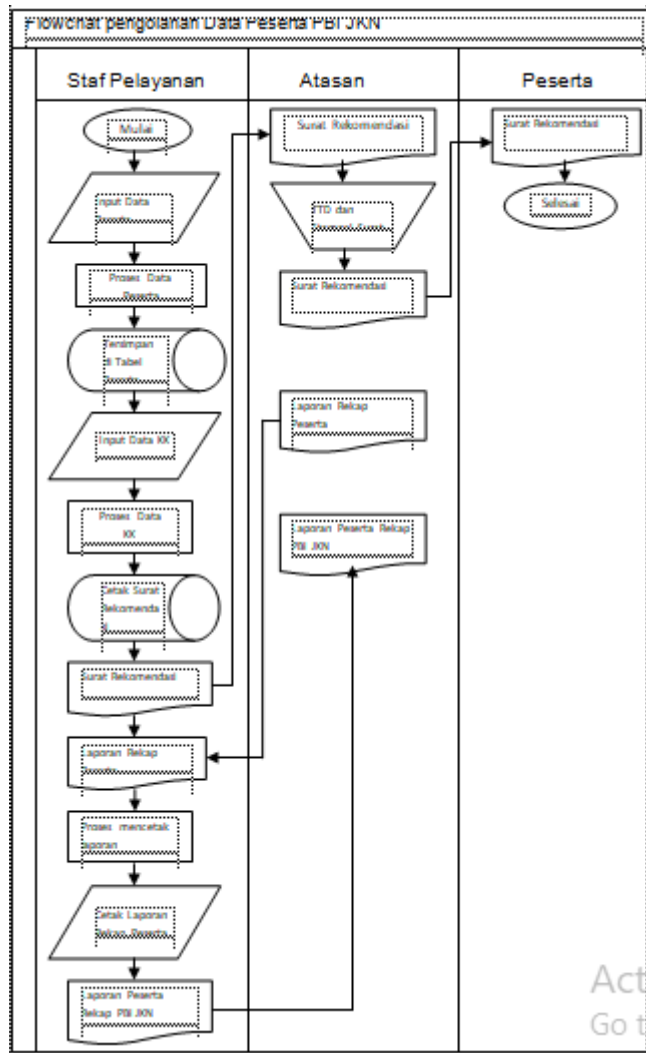 Flowchat pengolahan Data Peserta PBI JKN
Staf Pelayanan
Atasan
Peserta
Mulai
Input Data
Proses Data
Peserta
Tersimpan
di Tabel
Input Data KK
Proses Data
KK
Cetak Surat
Rekomenda
Surat Rekomendasi
Laporan Rekap
Proses mencetak
laporan
Cetak Laporan
Rekap Peserta
Laporan Peserta
Rekap PBI JKN
Surat Rekomendasi
TTD dan
Surat Rekomendasi
Laporan Rekap
Peserta
Laporan Peserta Rekap
PBI JKN
Surat Rekomendasi
Selesai
Act
Go t